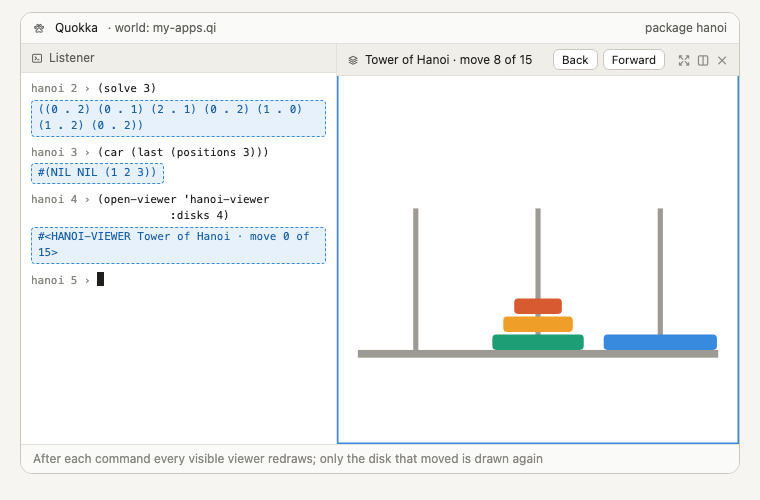 Quokka · world: my-apps.qi
package hanoi
Listener
hanoi 2 › (solve 3)
((0 . 2) (0 . 1) (2 . 1) (0 . 2) (1 . 0)
(1 . 2) (0 . 2))
hanoi 3 › (car (last (positions 3)))
#(NIL NIL (1 2 3))
hanoi 4 › (open-viewer 'hanoi-viewer
:disks 4)
#<HANOI-VIEWER Tower of Hanoi · move 0 of
15>
hanoi 5 ›
Tower of Hanoi · move 8 of 15
Back
Forward
After each command every visible viewer redraws; only the disk that moved is drawn again